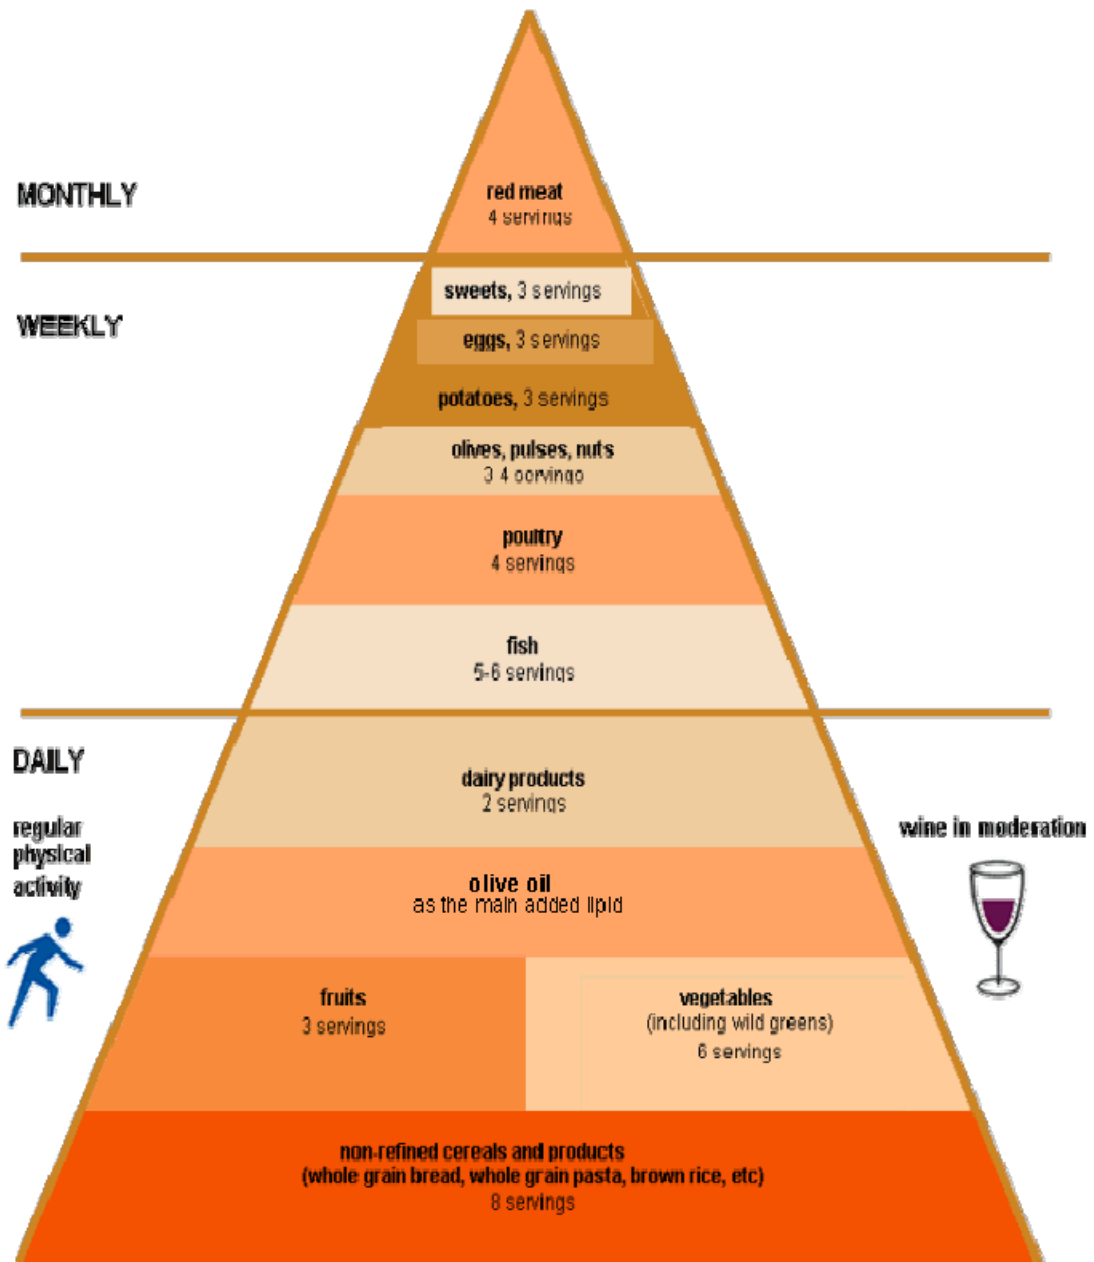 MONTHLY
red meat
4 servings
WEEKLY
sweets, 3 servings
eggs, 3 servings
potatoes, 3 servings
olives, pulses, nuts
3-4 servings
poultry
4 servings
fish
5-6 servings
DAILY
dairy products
2 servings
regular
physical
activity
wine in moderation
olive oil
as the main added lipid
fruits
3 servings
vegetables
(including wild greens)
6 servings
non-refined cereals and products
(whole grain bread, whole grain pasta, brown rice, etc)
8 servings